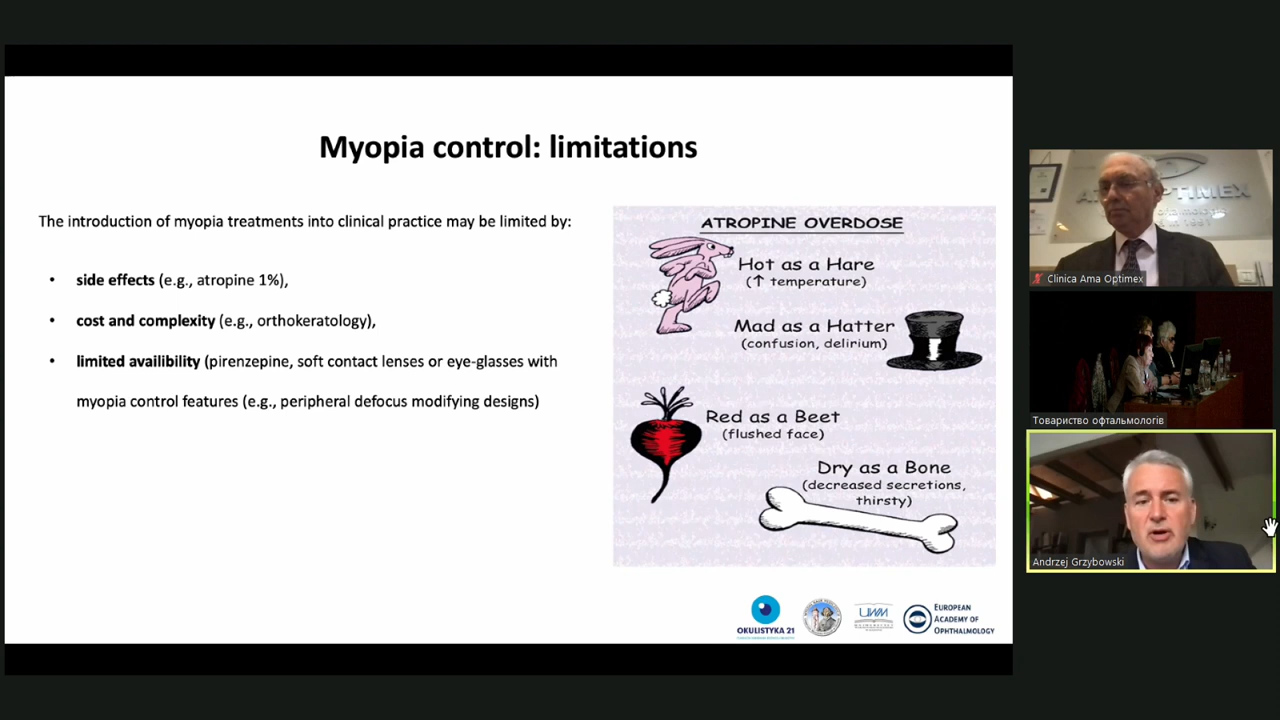 Myopia control: limitations
The introduction of myopia treatments into clinical practice may be limited by:
• side effects (e.g., atropine 1%),
• cost and complexity (e.g., orthokeratology),
• limited availibility (pirenzepine, soft contact lenses or eye-glasses with
myopia control features (e.g., peripheral defocus modifying designs)
ATROPINE OVERDOSE
Hot as a Hare
(↑ temperature)
Mad as a Hatter
(confusion, delirium)
Red as a Beet
(flushed face)
Dry as a Bone
(decreased secretions,
thirsty)
OKULISTYKA 21
UWM
EUROPEAN
ACADEMY OF
OPHTHALMOLOGY
Clinica Ama Optimex
Товариство офтальмологів
Andrzej Grzybowski